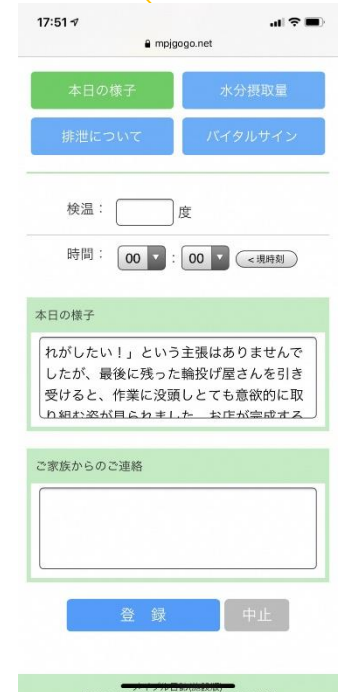 17:51
mpjgogo.net
本日の様子
水分摂取量
排泄について
バイタルサイン
検温：
度
時間：
00
:
00
<現時刻
本日の様子
れがしたい！」という主張はありませんで
したが、最後に残った輪投げ屋さんを引き
受けると、作業に没頭しとても意欲的に取
り組む姿が見られました。お店が完成する
ご家族からのご連絡
登 録
中止